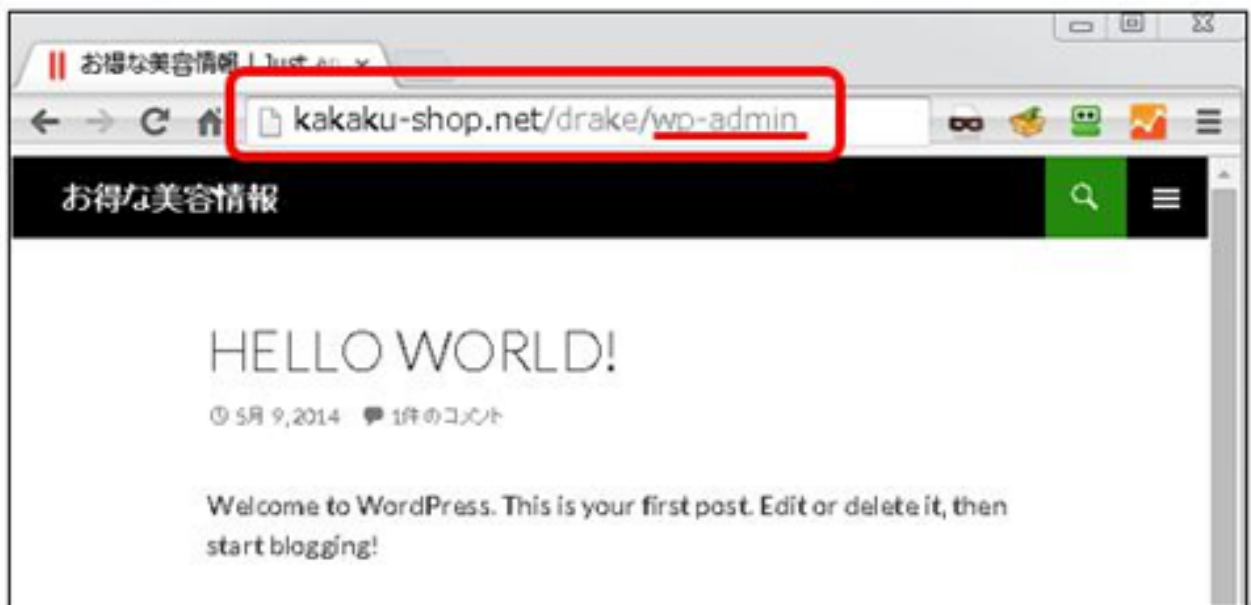 お得な美容情報 | Just an
kakaku-shop.net/drake/wp-admin
お得な美容情報
HELLO WORLD!
5月 9, 2014 1件のコメント
Welcome to WordPress. This is your first post. Edit or delete it, then
start blogging!